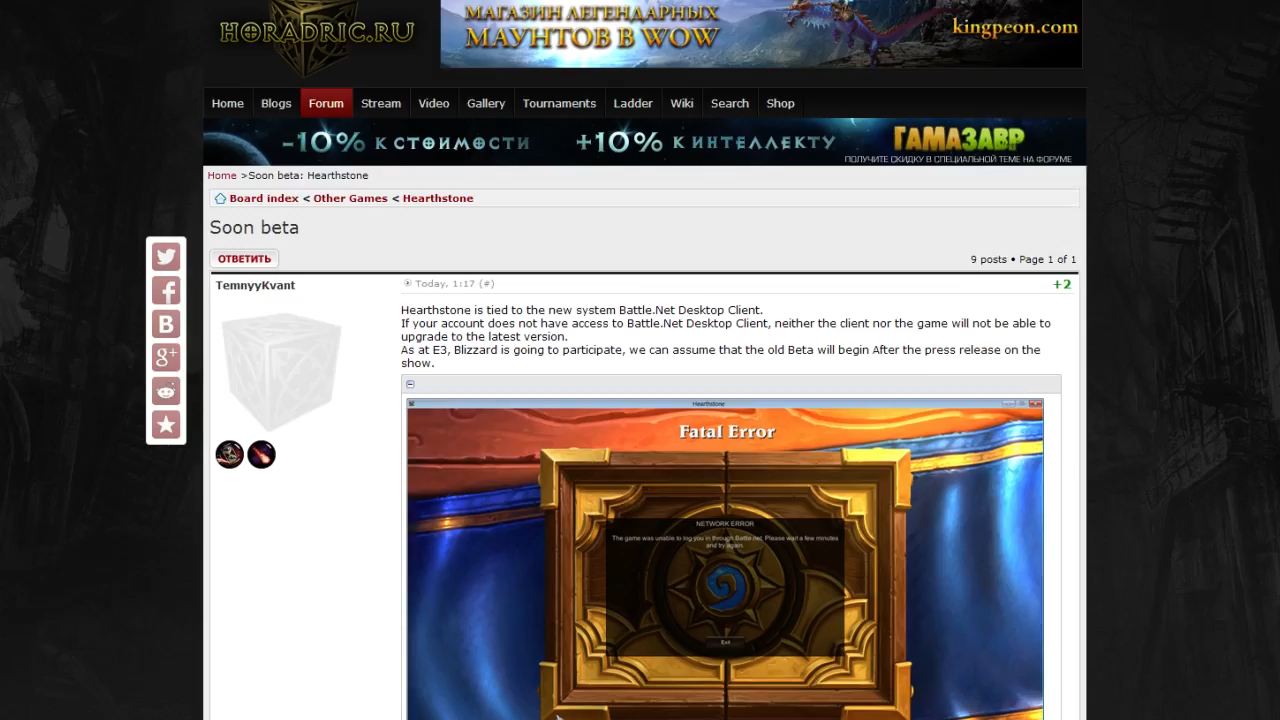 HORADRIC.RU
МАГАЗИН ЛЕГЕНДАРНЫХ
МАУНТОВ В WOW
kingpeon.com
Home Blogs Forum Stream Video Gallery Tournaments Ladder Wiki Search Shop
-10% К СТОИМОСТИ +10% К ИНТЕЛЛЕКТУ ГАМАЗАВР
ПОЛУЧИТЕ СКИДКУ В СПЕЦИАЛЬНОЙ ТЕМЕ НА ФОРУМЕ
Home >Soon beta: Hearthstone
Board index < Other Games < Hearthstone
Soon beta
ОТВЕТИТЬ
9 posts • Page 1 of 1
TemnyyKvant
Today, 1:17 (#)
+2
Hearthstone is tied to the new system Battle.Net Desktop Client.
If your account does not have access to Battle.Net Desktop Client, neither the client nor the game will not be able to
upgrade to the latest version.
As at E3, Blizzard is going to participate, we can assume that the old Beta will begin After the press release on the
show.
Hearthstone
Fatal Error
NETWORK ERROR
The game was unable to log you in through Battle.net. Please wait a few minutes
and try again.
Exit